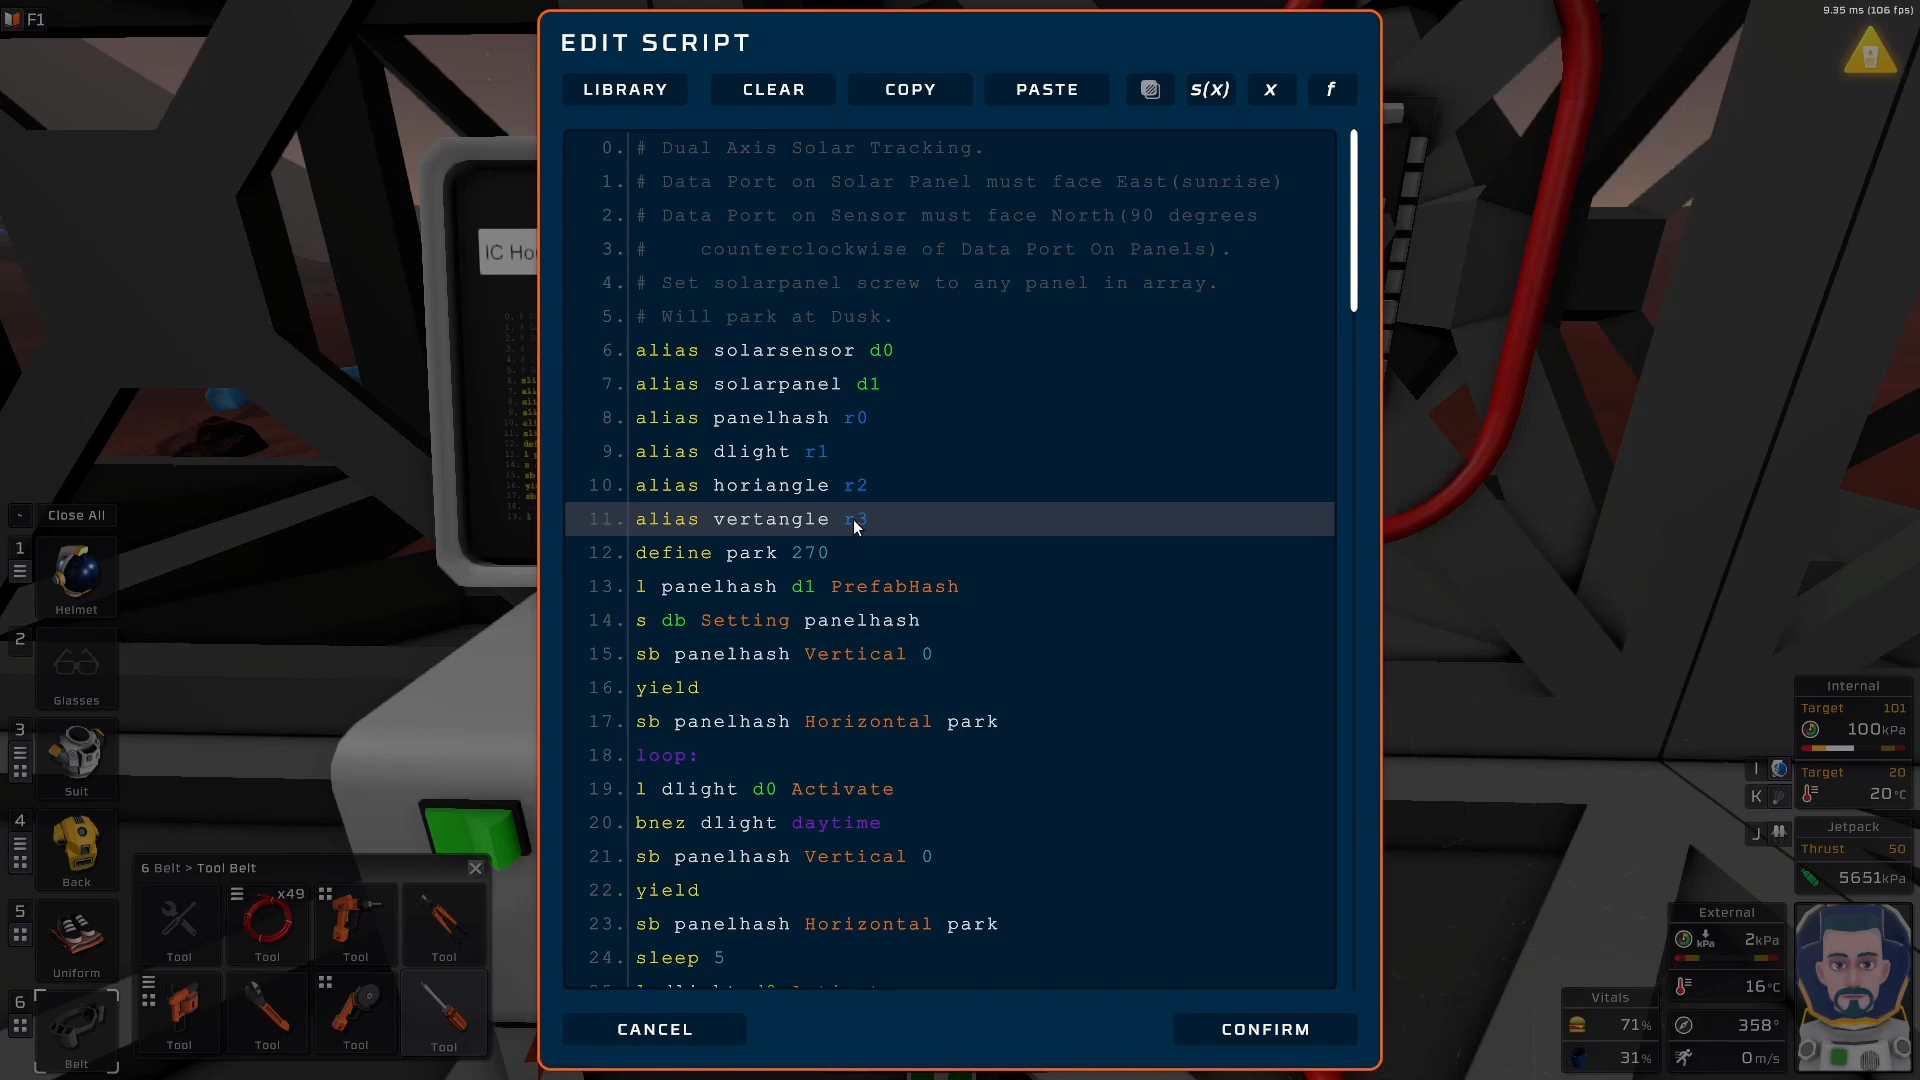 F1
9.35 ms (106 fps)
EDIT SCRIPT
LIBRARY CLEAR COPY PASTE s(x) x f
0. # Dual Axis Solar Tracking.
1. # Data Port on Solar Panel must face East(sunrise)
2. # Data Port on Sensor must face North(90 degrees
3. # counterclockwise of Data Port On Panels).
4. # Set solarpanel screw to any panel in array.
5. # Will park at Dusk.
6. alias solarsensor d0
7. alias solarpanel d1
8. alias panelhash r0
9. alias dlight r1
10. alias horiangle r2
11. alias vertangle r3
12. define park 270
13. l panelhash d1 PrefabHash
14. s db Setting panelhash
15. sb panelhash Vertical 0
16. yield
17. sb panelhash Horizontal park
18. loop:
19. l dlight d0 Activate
20. bnez dlight daytime
21. sb panelhash Vertical 0
22. yield
23. sb panelhash Horizontal park
24. sleep 5
CANCEL CONFIRM
IC Ho
~ Close All
1
Helmet
2
Glasses
3
Suit
4
Back
5
Uniform
6
Belt
6 Belt > Tool Belt
x49
Tool Tool Tool Tool
Tool Tool Tool Tool
Internal
Target 101
100kPa
Target 20
20°C
I
K
J
Jetpack
Thrust 50
5651kPa
External
kPa 2kPa
16°C
358°
0m/s
Vitals
71%
31%